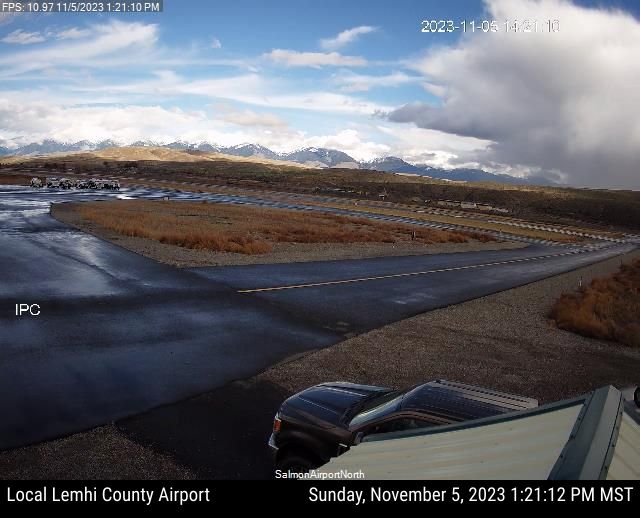 FPS: 10.97 11/5/2023 1:21:10 PM
2023-11-05 14:21:10
IPC
SalmonAirportNorth
Local Lemhi County Airport Sunday, November 5, 2023 1:21:12 PM MST